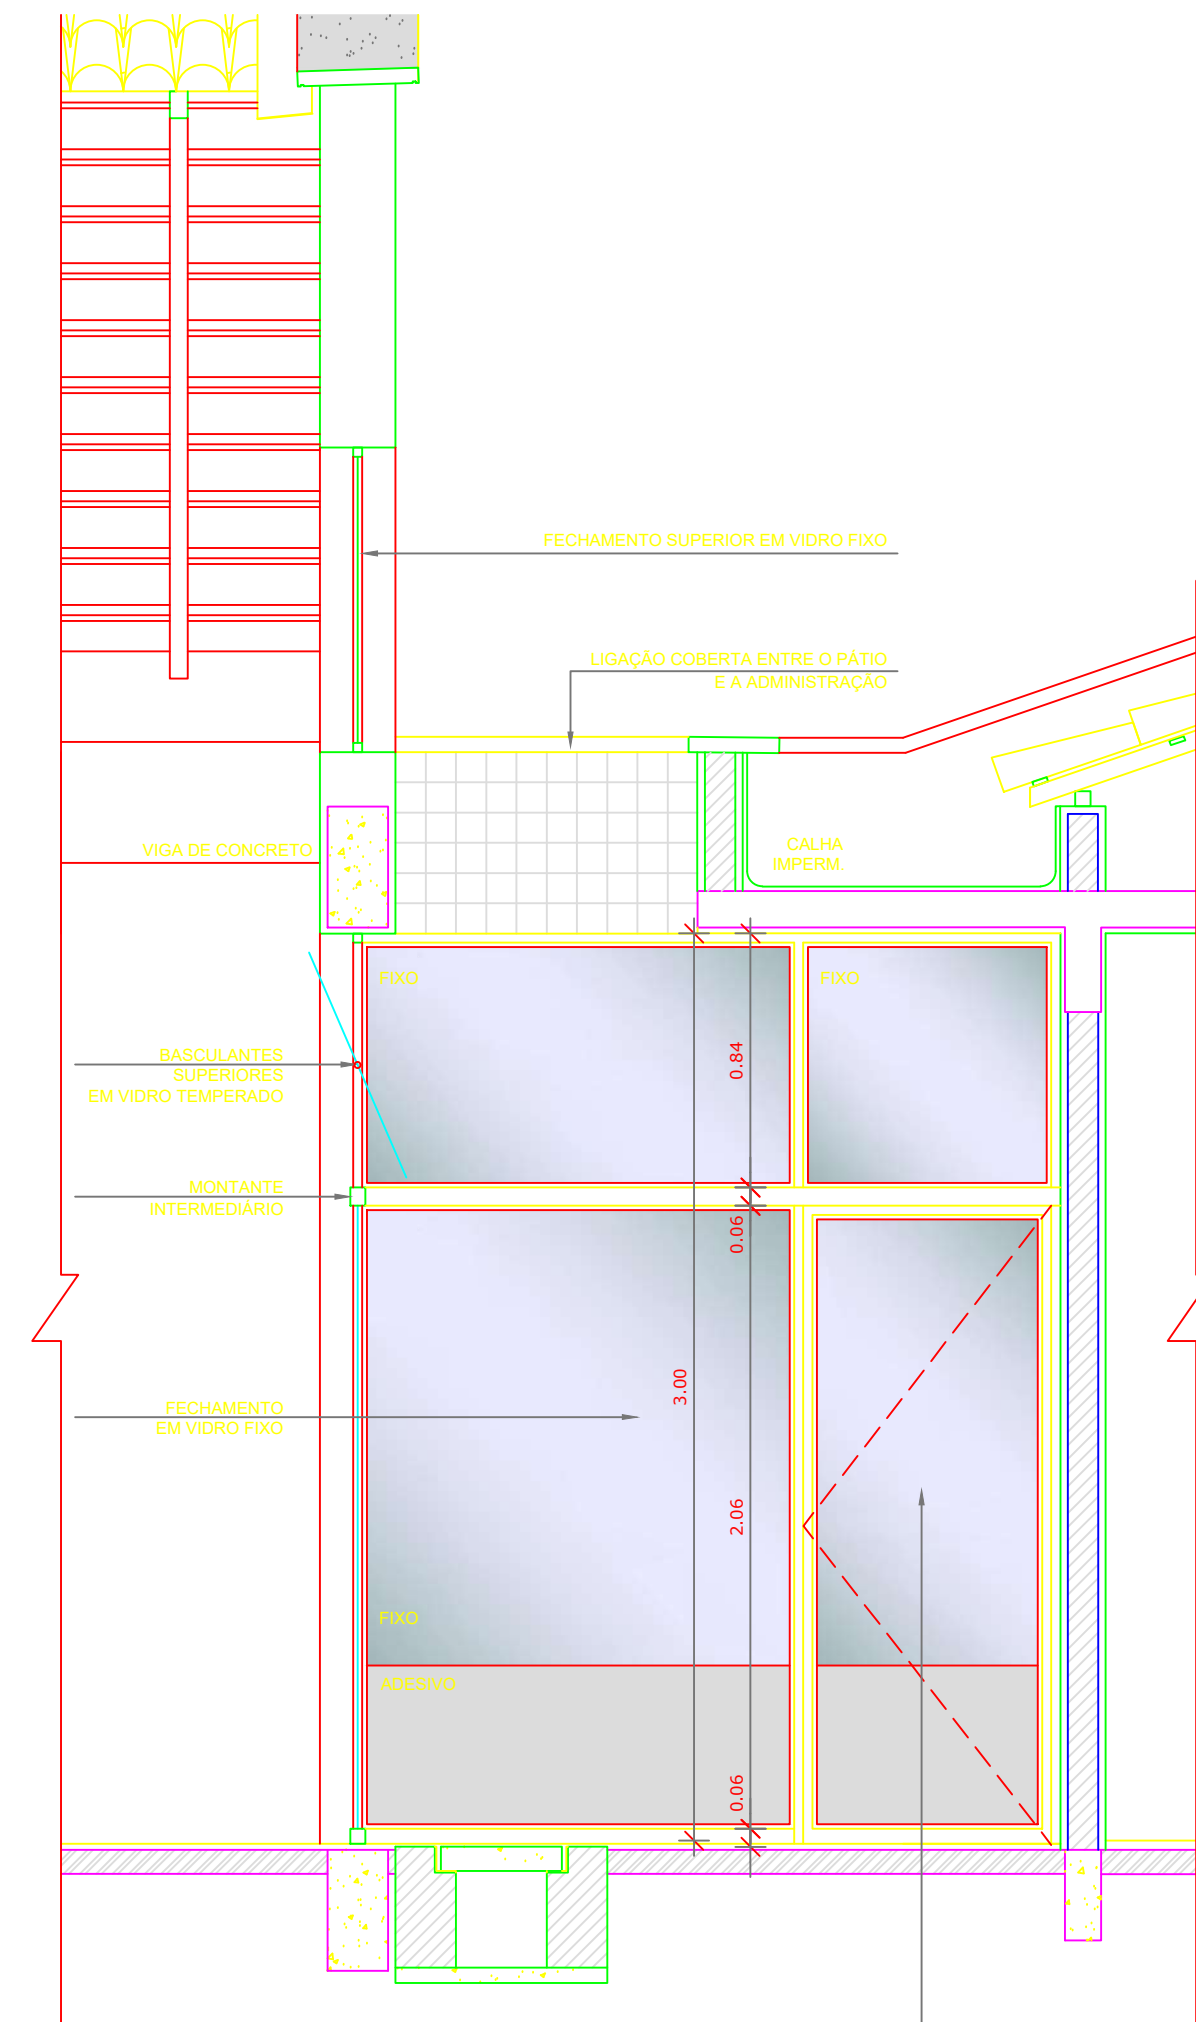 FECHAMENTO SUPERIOR EM VIDRO FIXO
LIGAÇÃO COBERTA ENTRE O PÁTIO
E A ADMINISTRAÇÃO
VIGA DE CONCRETO
CALHA
IMPERM.
FIXO
FIXO
BASCULANTES
SUPERIORES
EM VIDRO TEMPERADO
0.84
MONTANTE
INTERMEDIÁRIO
0.06
3.00
FECHAMENTO
EM VIDRO FIXO
2.06
FIXO
ADESIVO
0.06